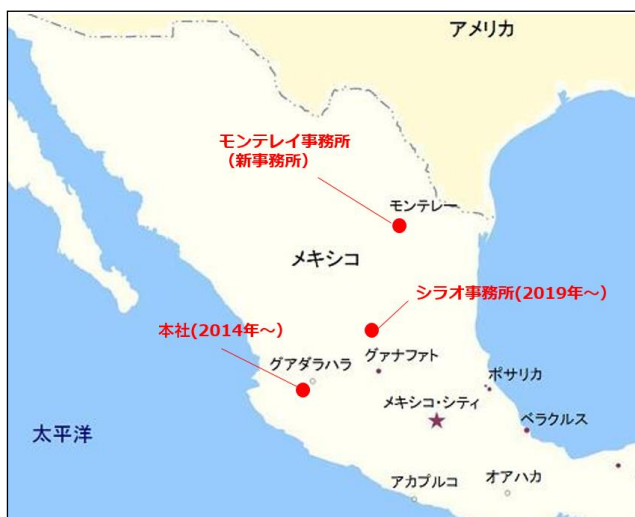 アメリカ
モンテレイ事務所
（新事務所）
モンテレー
メキシコ
シラオ事務所(2019年～)
本社(2014年～)
グァナファト
グアダラハラ
ポサリカ
メキシコ・シティ
ベラクルス
太平洋
アカプルコ
オアハカ